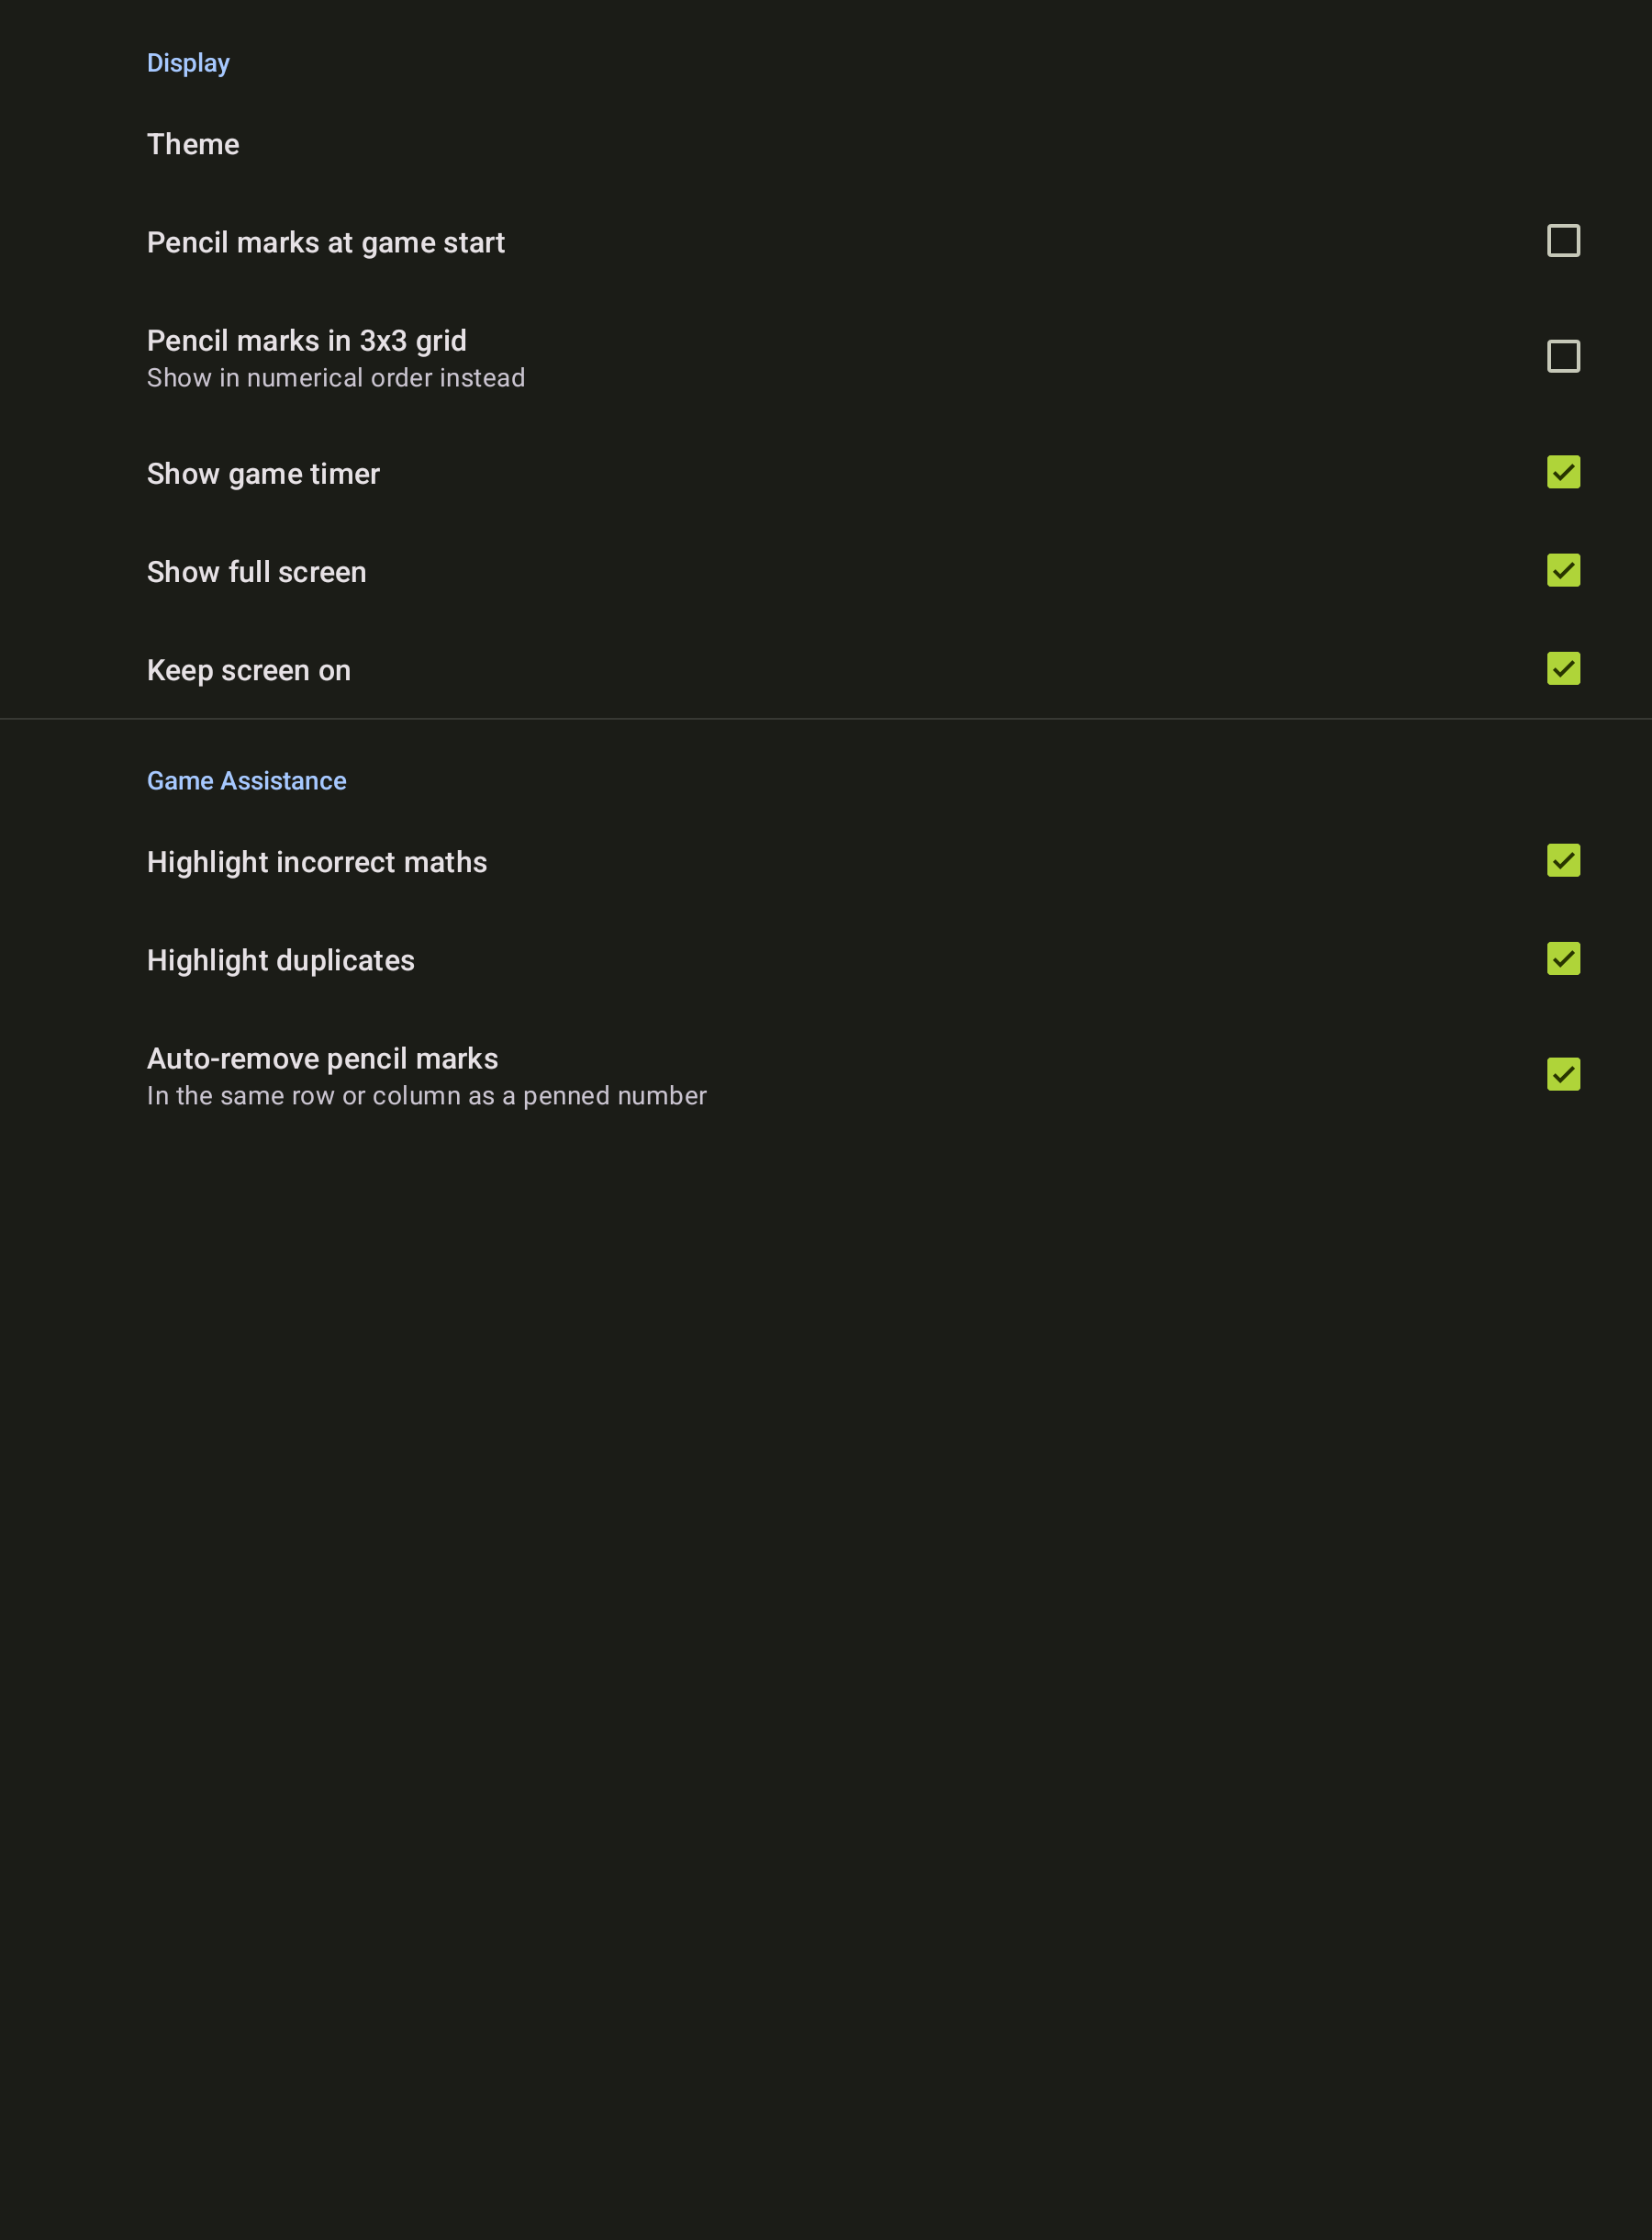 Display
Theme
Pencil marks at game start
Pencil marks in 3x3 grid
Show in numerical order instead
Show game timer
Show full screen
Keep screen on
Game Assistance
Highlight incorrect maths
Highlight duplicates
Auto-remove pencil marks
In the same row or column as a penned number